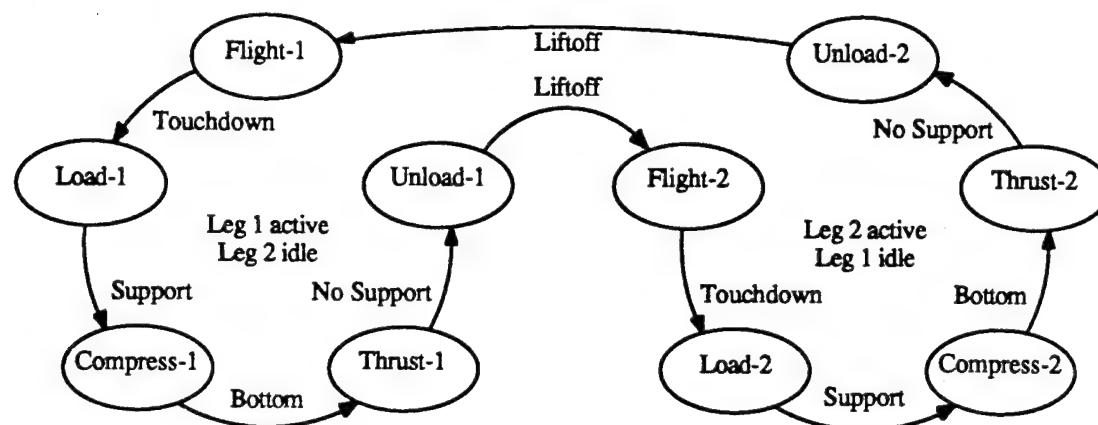 Flight-1
Liftoff
Unload-2
Liftoff
Touchdown
No Support
Load-1
Unload-1
Flight-2
Thrust-2
Leg 1 active
Leg 2 idle
Leg 2 active
Leg 1 idle
Support
No Support
Touchdown
Bottom
Compress-1
Thrust-1
Load-2
Compress-2
Bottom
Support